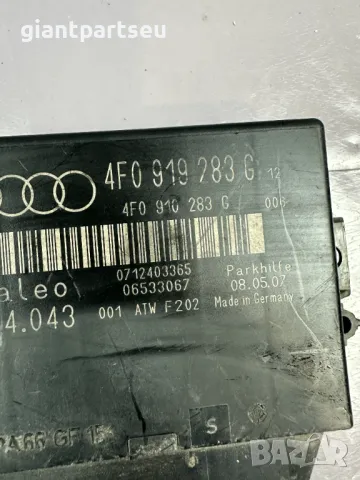 giantpartseu
4F0 919 283 G 12
4F0 910 283 G 006
0712403365 Parkhilfe
aleo 06533067 08.05.07
4.043 001 ATW F202 Made in Germany
S
BAZAR